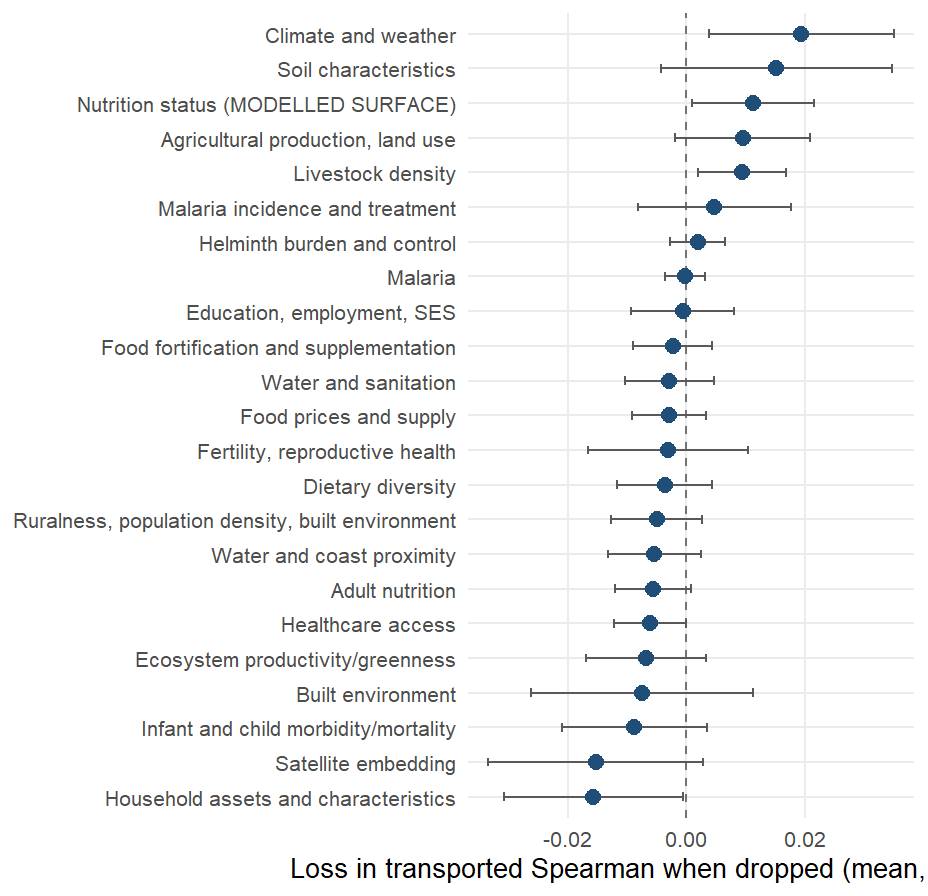 Climate and weather
Soil characteristics
Nutrition status (MODELLED SURFACE)
Agricultural production, land use
Livestock density
Malaria incidence and treatment
Helminth burden and control
Malaria
Education, employment, SES
Food fortification and supplementation
Water and sanitation
Food prices and supply
Fertility, reproductive health
Dietary diversity
Ruralness, population density, built environment
Water and coast proximity
Adult nutrition
Healthcare access
Ecosystem productivity/greenness
Built environment
Infant and child morbidity/mortality
Satellite embedding
Household assets and characteristics
-0.02 0.00 0.02
Loss in transported Spearman when dropped (mean,